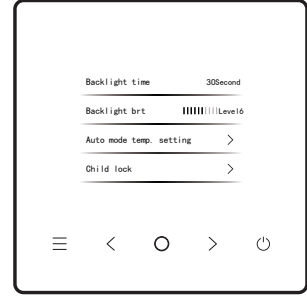 Backlight time 30Second
Backlight brt Level6
Auto mode temp. setting
Child lock